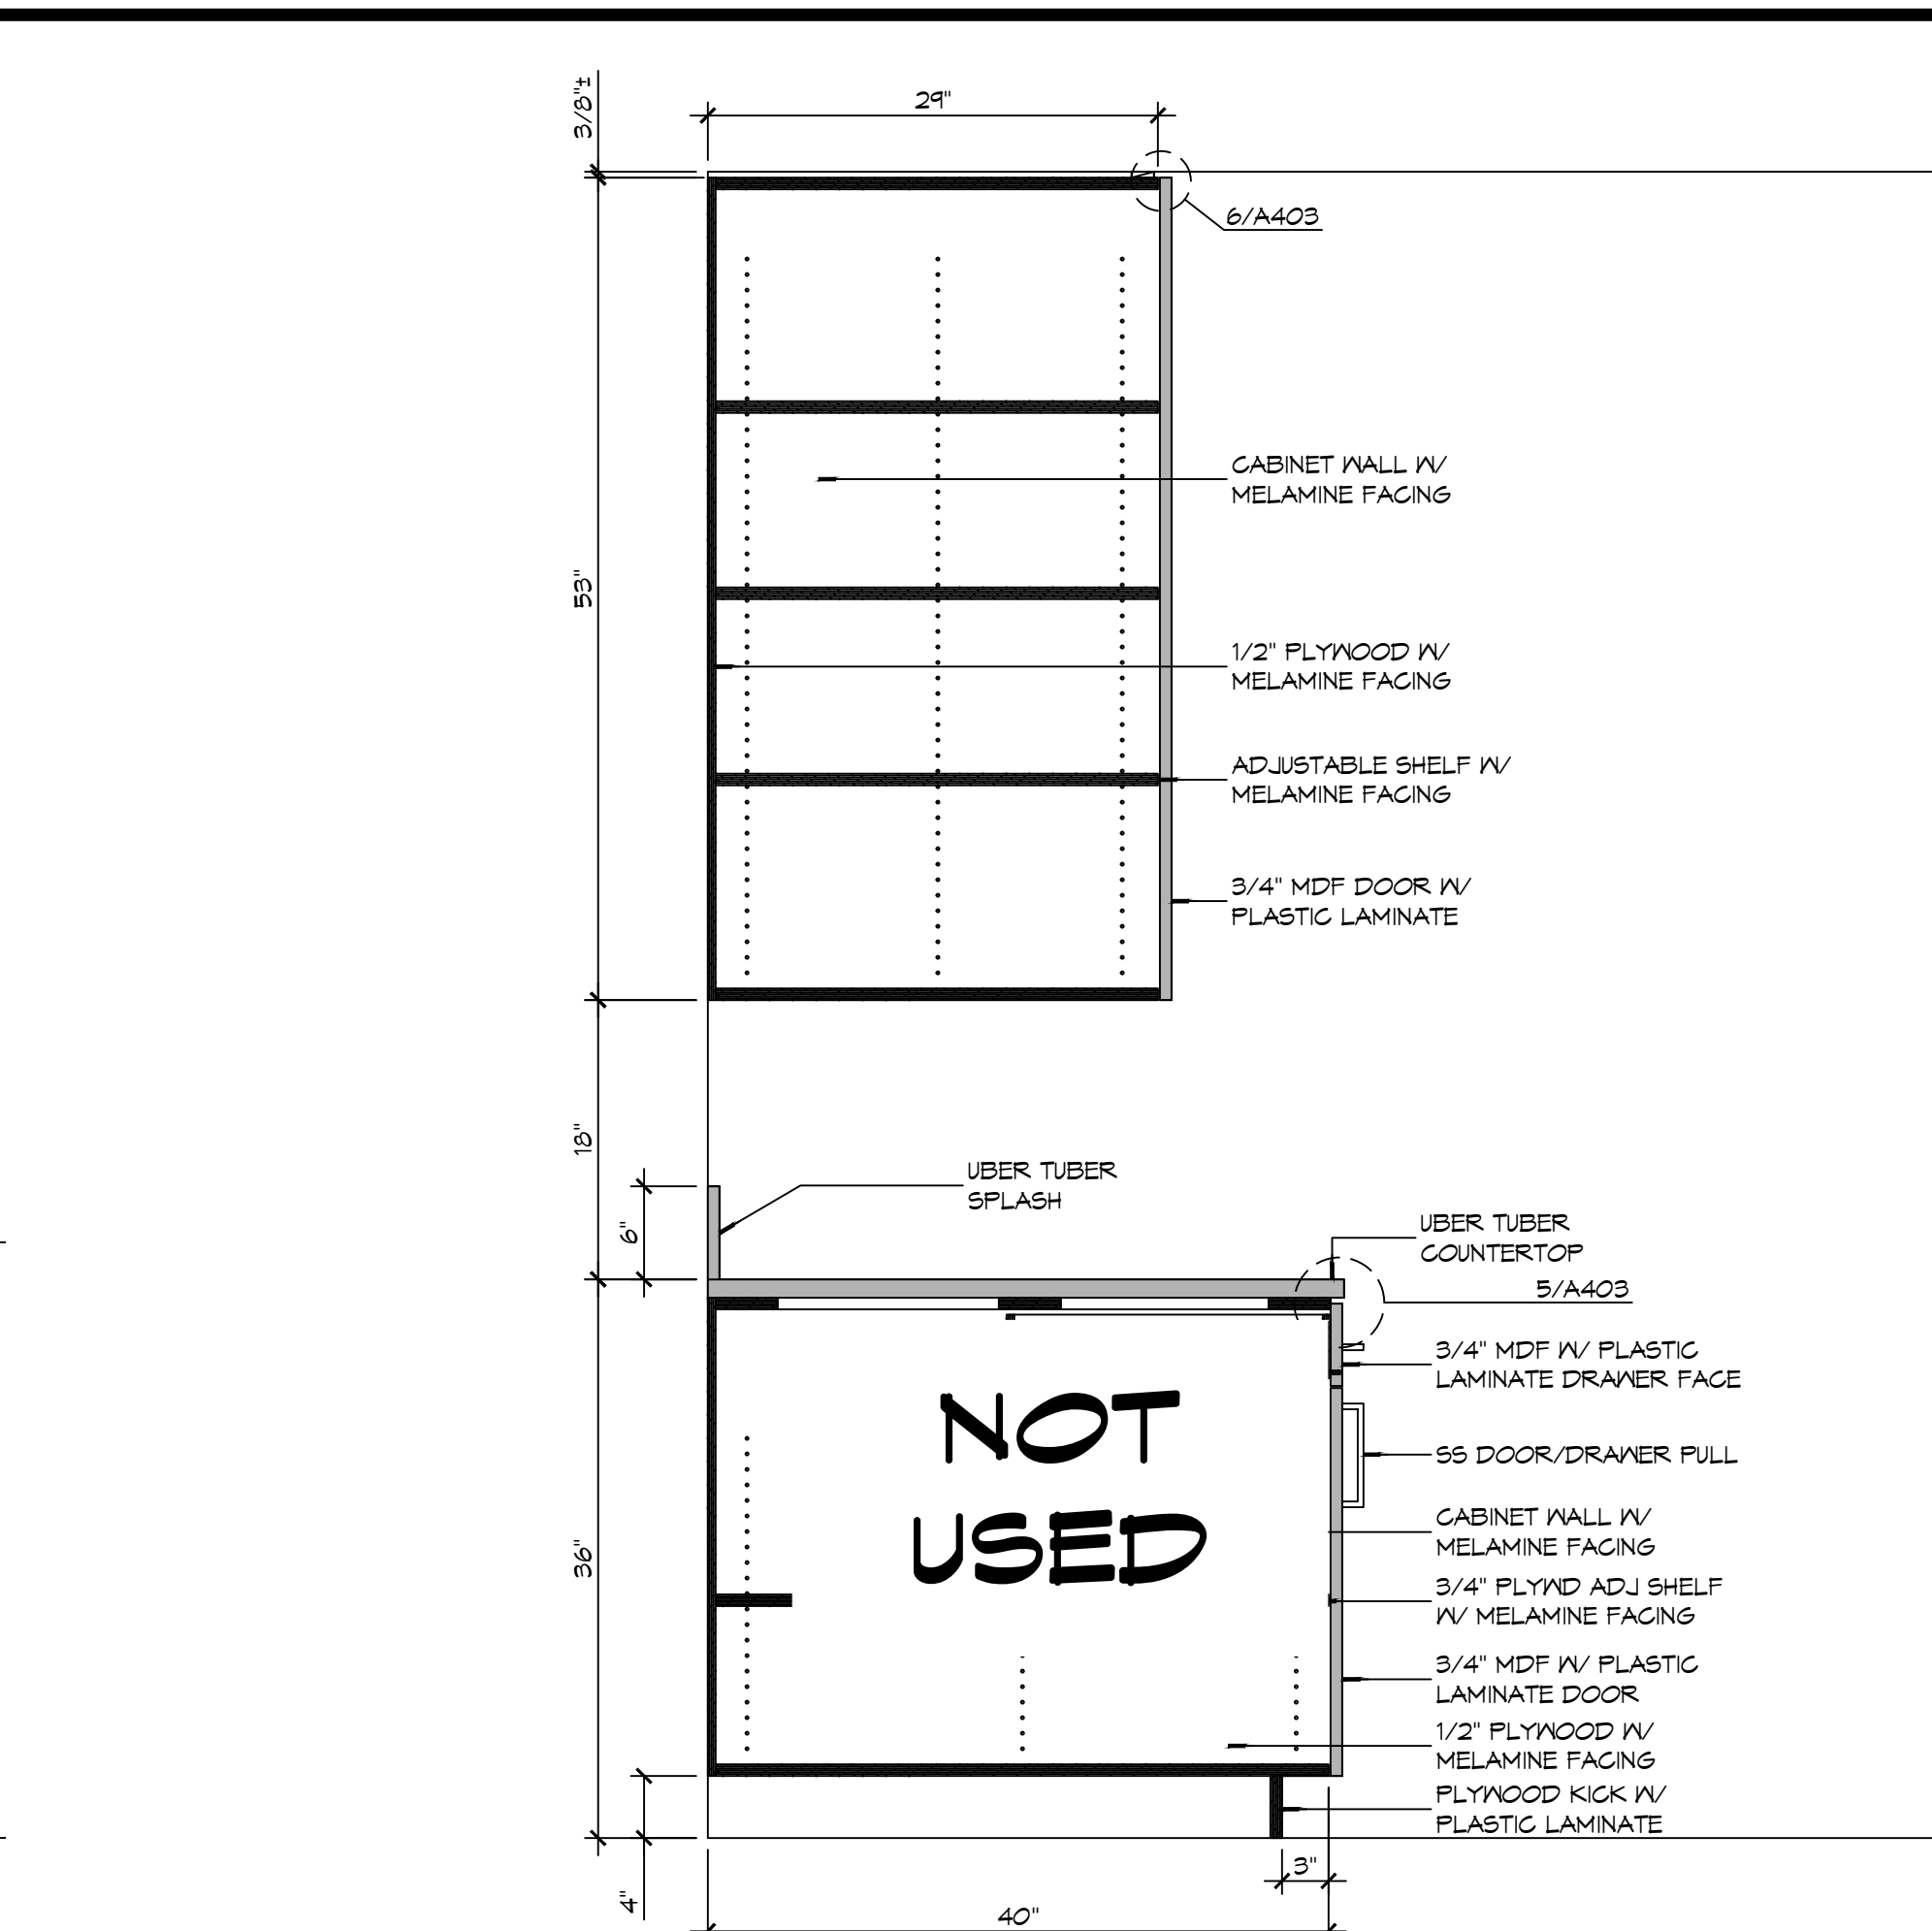 3/8"±
29"
6/A403
53"
CABINET WALL W/
MELAMINE FACING
1/2" PLYWOOD W/
MELAMINE FACING
ADJUSTABLE SHELF W/
MELAMINE FACING
3/4" MDF DOOR W/
PLASTIC LAMINATE
18"
UBER TUBER
SPLASH
6"
UBER TUBER
COUNTERTOP
5/A403
3/4" MDF W/ PLASTIC
LAMINATE DRAWER FACE
NOT
USED
SS DOOR/DRAWER PULL
CABINET WALL W/
MELAMINE FACING
36"
3/4" PLYWD ADJ SHELF
W/ MELAMINE FACING
3/4" MDF W/ PLASTIC
LAMINATE DOOR
1/2" PLYWOOD W/
MELAMINE FACING
PLYWOOD KICK W/
PLASTIC LAMINATE
3"
4"
40"